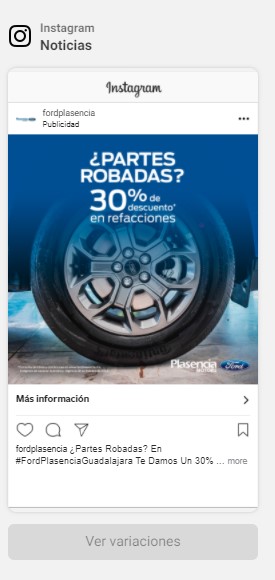 Instagram
Noticias
Instagram
fordplasencia
Publicidad
¿PARTES
ROBADAS?
30% de
descuento*
en refacciones
Plasencia
Ford
Más información
fordplasencia ¿Partes Robadas? En
#FordPlasenciaGuadalajara Te Damos Un 30% ... more
Ver variaciones